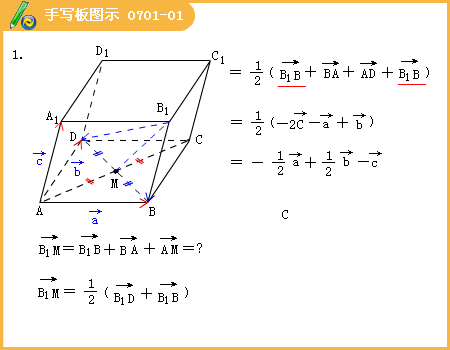 手写板图示 0701-01
1.
D₁ C₁
A₁ B₁
D C
c⃗ b⃗ M
A a⃗ B
= 1/2 (B₁B⃗ + BA⃗ + AD⃗ + B₁B⃗)
= 1/2 (-2C⃗ - a⃗ + b⃗)
= - 1/2 a⃗ + 1/2 b⃗ - c⃗
C
B₁M⃗ = B₁B⃗ + BA⃗ + AM⃗ = ?
B₁M⃗ = 1/2 (B₁D⃗ + B₁B⃗)